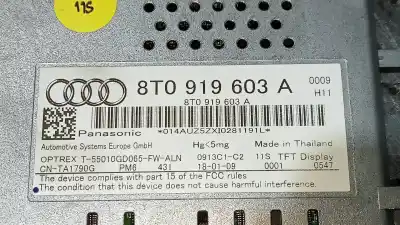 11S
8T0 919 603 A 0009
H11
8T0 919 603 A
Panasonic *014AUZ5ZXI0281191L*
Automotive Systems Europe GmbH Hg<5mg Made in Thailand
OPTREX T-55010GD065-FW-ALN 0913C1-C2 11S TFT Display
CN-TA1790G PM6 43I 18-01-09 0001 0547
The device complies with part 15 of the FCC rules
The condition that this device does not cause harmful interference.